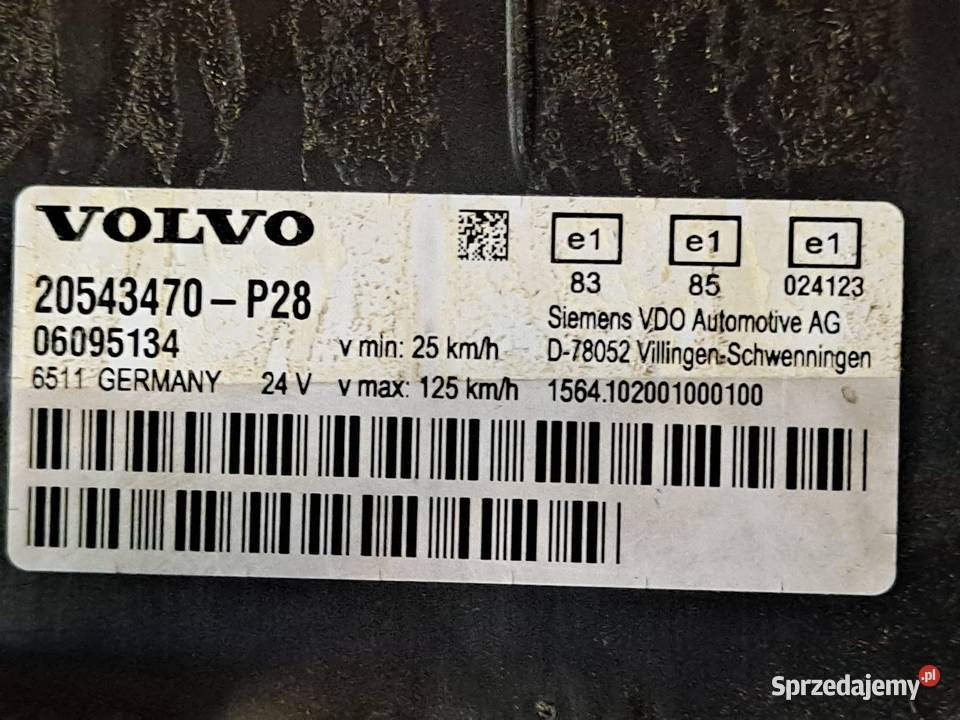 VOLVO
e1 e1 e1
83 85 024123
20543470-P28
Siemens VDO Automotive AG
06095134 v min: 25 km/h D-78052 Villingen-Schwenningen
6511 GERMANY 24 V v max: 125 km/h 1564.102001000100
Sprzedajemy.pl